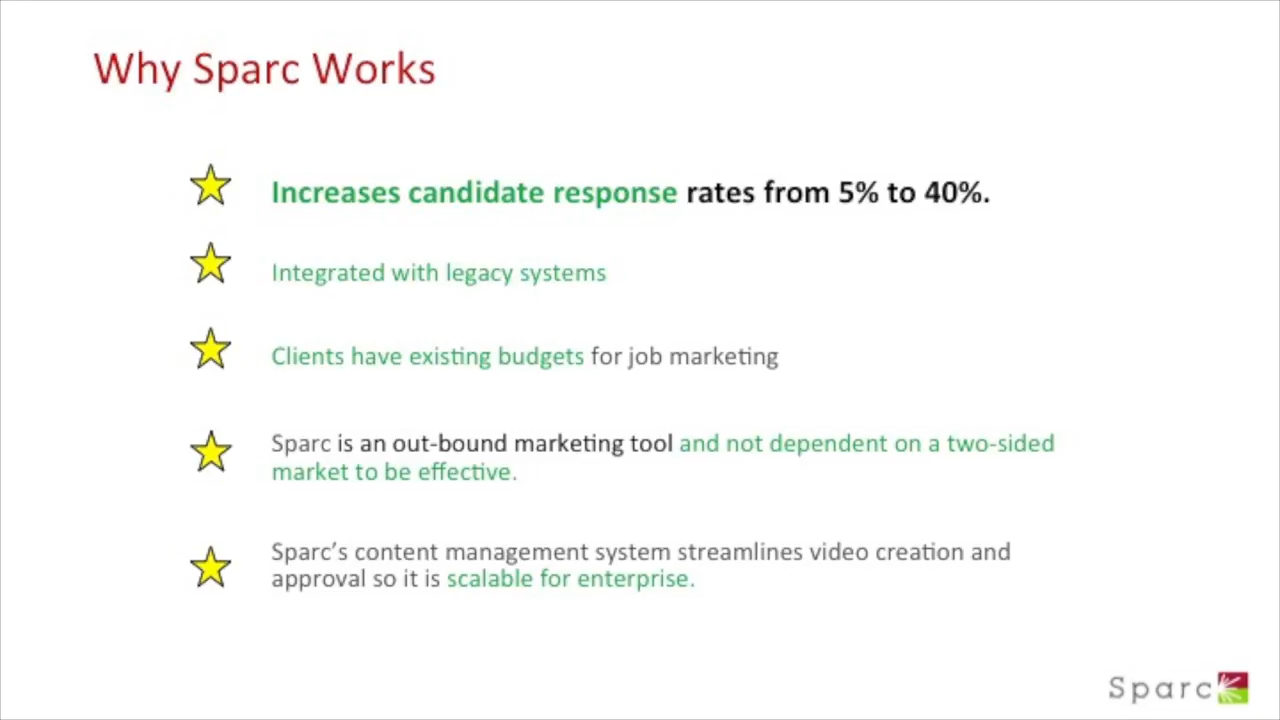 Why Sparc Works
Increases candidate response rates from 5% to 40%.
Integrated with legacy systems
Clients have existing budgets for job marketing
Sparc is an out-bound marketing tool and not dependent on a two-sided
market to be effective.
Sparc’s content management system streamlines video creation and
approval so it is scalable for enterprise.
Sparc